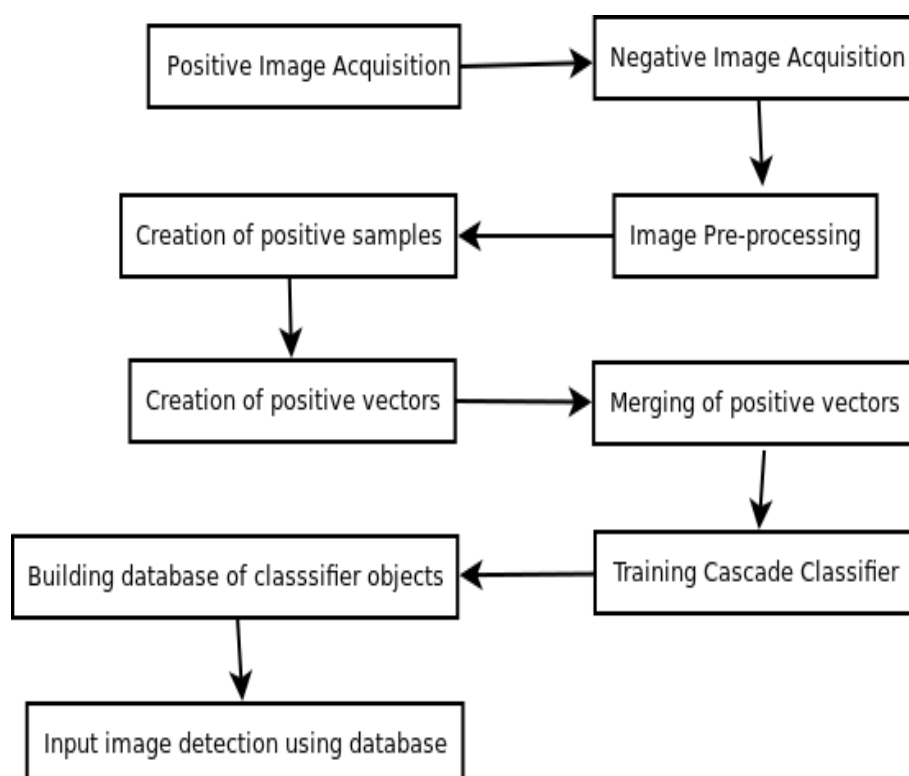 Positive Image Acquisition
Negative Image Acquisition
Image Pre-processing
Creation of positive samples
Creation of positive vectors
Merging of positive vectors
Training Cascade Classifier
Building database of classsifier objects
Input image detection using database